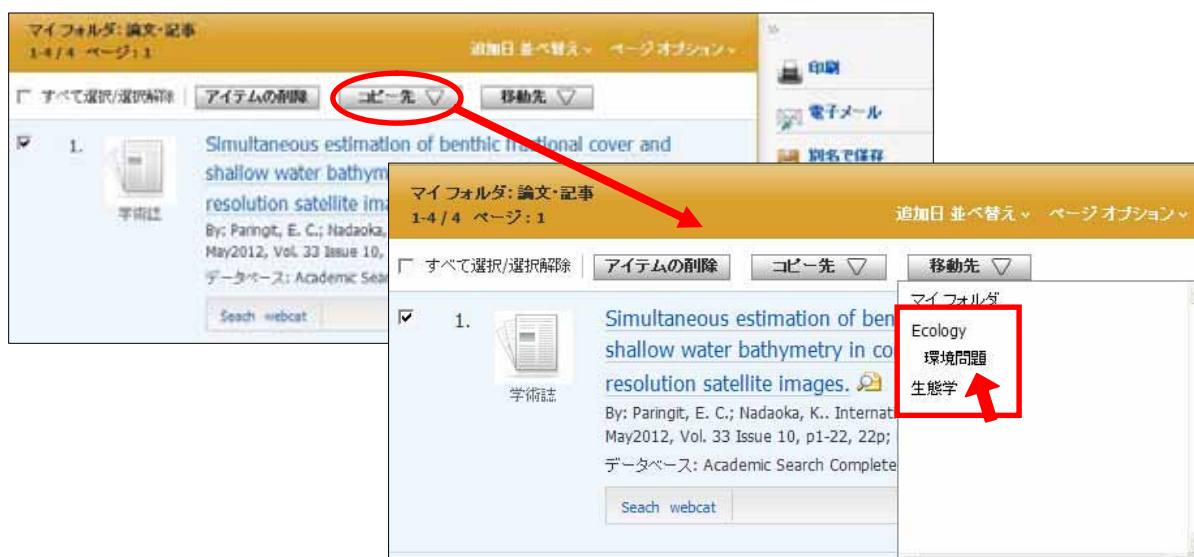 マイ フォルダ: 論文・記事
1-4 / 4 ページ : 1
追加日 並べ替え ページ オプション
すべて選択/選択解除 アイテムの削除 コピー先 ▽ 移動先 ▽
1.
学術誌
Simultaneous estimation of benthic fractional cover and
shallow water bathym
resolution satellite ima
By: Paringit, E. C.; Nadaoka,
May2012, Vol. 33 Issue 10,
データベース: Academic Sear
Seach webcat
印刷
電子メール
別名で保存
マイ フォルダ: 論文・記事
1-4 / 4 ページ : 1
追加日 並べ替え ページ オプション
すべて選択/選択解除 アイテムの削除 コピー先 ▽ 移動先 ▽
1.
学術誌
Simultaneous estimation of ben
shallow water bathymetry in co
resolution satellite images.
By: Paringit, E. C.; Nadaoka, K.. Internat
May2012, Vol. 33 Issue 10, p1-22, 22p;
データベース: Academic Search Complete
Seach webcat
マイ フォルダ
Ecology
環境問題
生態学